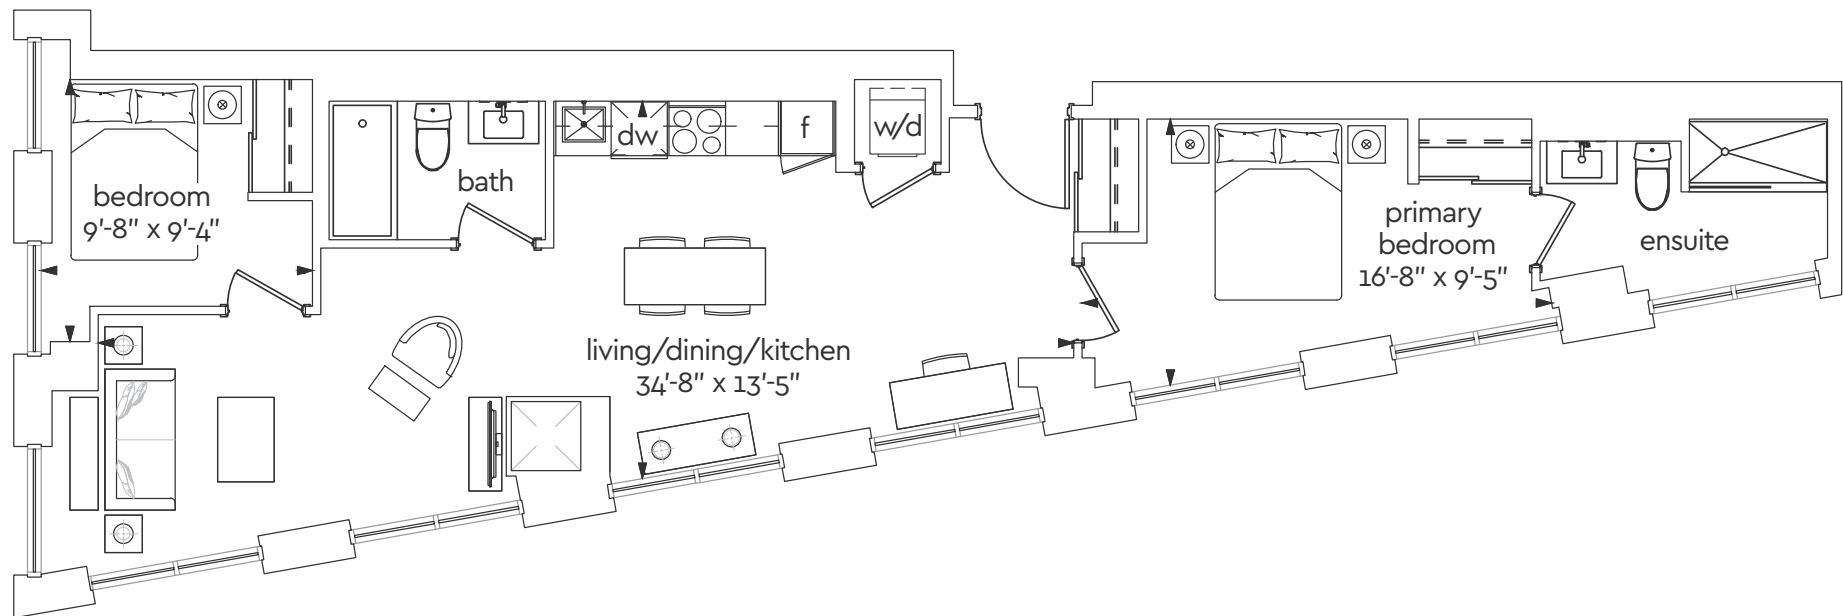 bedroom
9'-8" x 9'-4"
bath
dw
f
w/d
living/dining/kitchen
34'-8" x 13'-5"
primary
bedroom
16'-8" x 9'-5"
ensuite